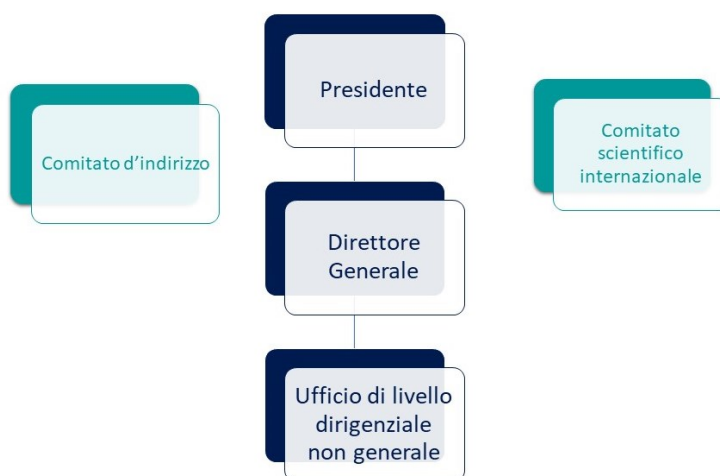 Presidente
Comitato d'indirizzo
Comitato
scientifico
internazionale
Direttore
Generale
Ufficio di livello
dirigenziale
non generale